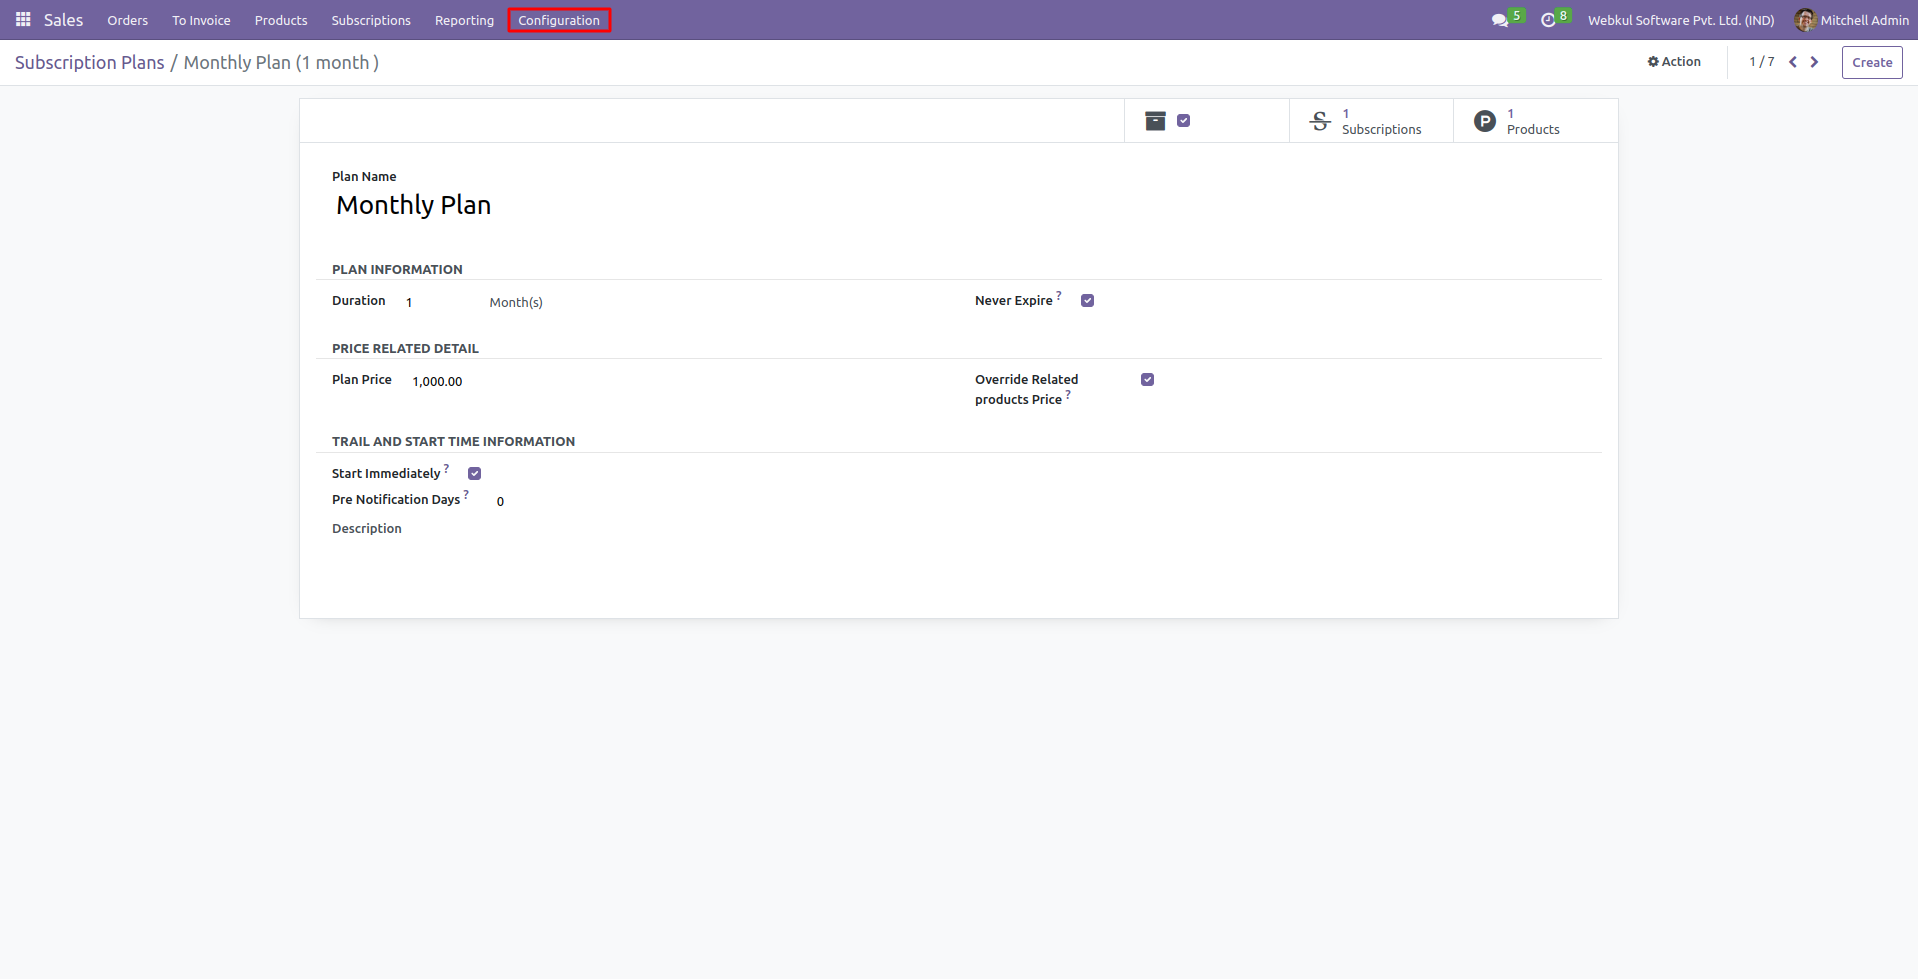 Sales Orders To Invoice Products Subscriptions Reporting Configuration 5 8 Webkul Software Pvt. Ltd. (IND) Mitchell Admin
Subscription Plans / Monthly Plan (1 month ) Action 1 / 7 Create
1
Subscriptions
P
1
Products
Plan Name
Monthly Plan
PLAN INFORMATION
Duration 1 Month(s) Never Expire ?
PRICE RELATED DETAIL
Plan Price 1,000.00 Override Related
products Price ?
TRAIL AND START TIME INFORMATION
Start Immediately ?
Pre Notification Days ? 0
Description